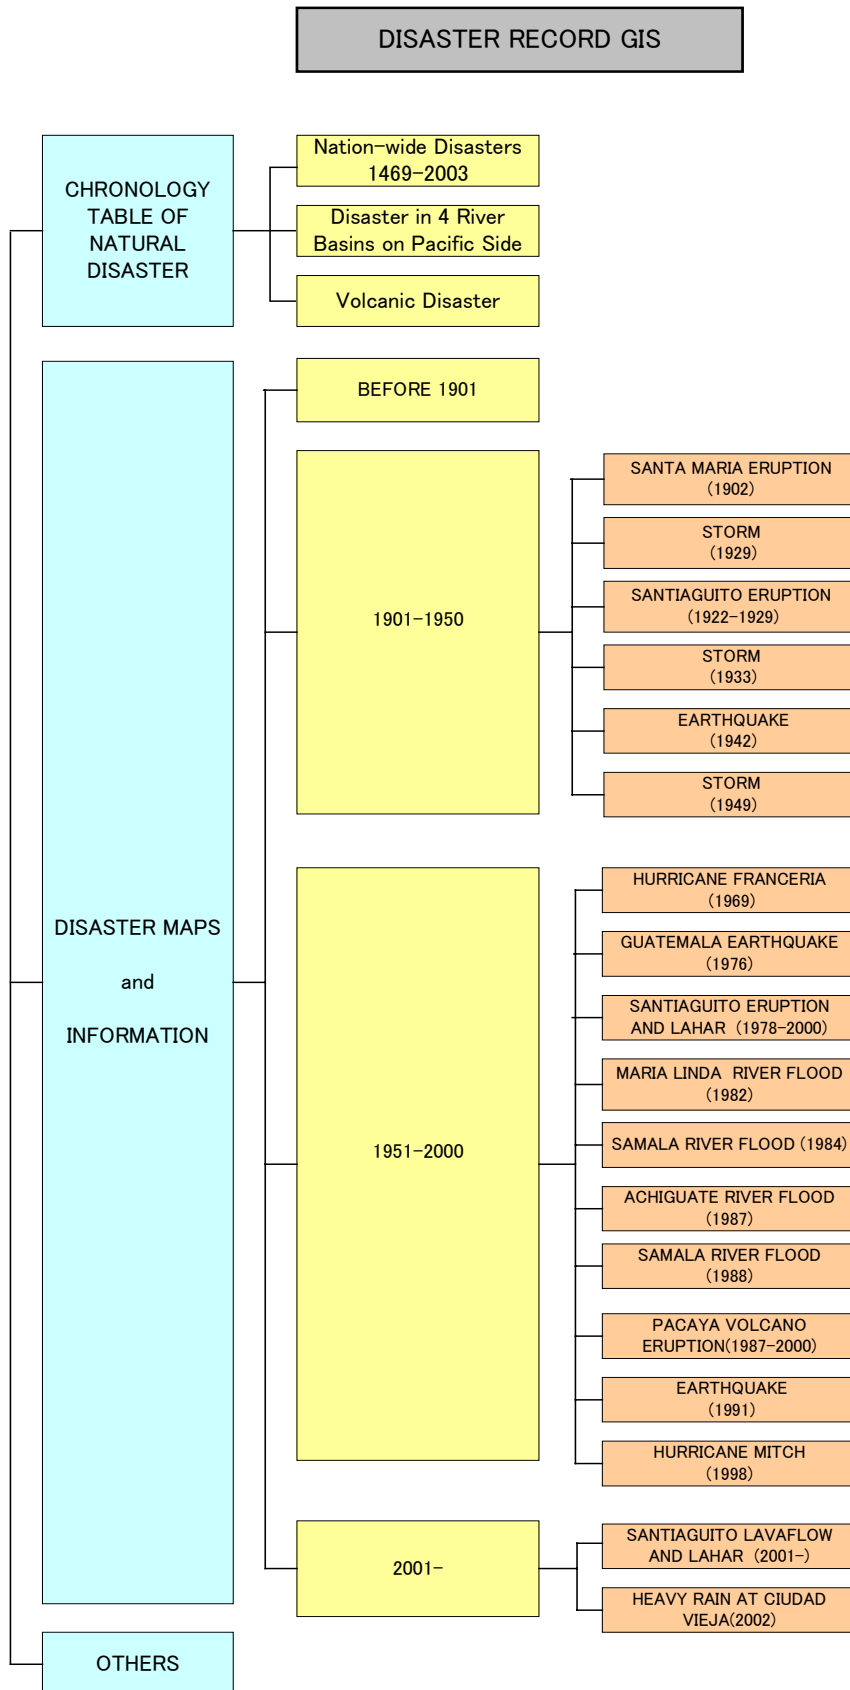 DISASTER RECORD GIS
CHRONOLOGY
TABLE OF
NATURAL
DISASTER
Nation-wide Disasters
1469-2003
Disaster in 4 River
Basins on Pacific Side
Volcanic Disaster
DISASTER MAPS
and
INFORMATION
BEFORE 1901
1901-1950
SANTA MARIA ERUPTION
(1902)
STORM
(1929)
SANTIAGUITO ERUPTION
(1922-1929)
STORM
(1933)
EARTHQUAKE
(1942)
STORM
(1949)
1951-2000
HURRICANE FRANCERIA
(1969)
GUATEMALA EARTHQUAKE
(1976)
SANTIAGUITO ERUPTION
AND LAHAR (1978-2000)
MARIA LINDA RIVER FLOOD
(1982)
SAMALA RIVER FLOOD (1984)
ACHIGUATE RIVER FLOOD
(1987)
SAMALA RIVER FLOOD
(1988)
PACAYA VOLCANO
ERUPTION(1987-2000)
EARTHQUAKE
(1991)
HURRICANE MITCH
(1998)
2001-
SANTIAGUITO LAVAFLOW
AND LAHAR (2001-)
HEAVY RAIN AT CIUDAD
VIEJA(2002)
OTHERS